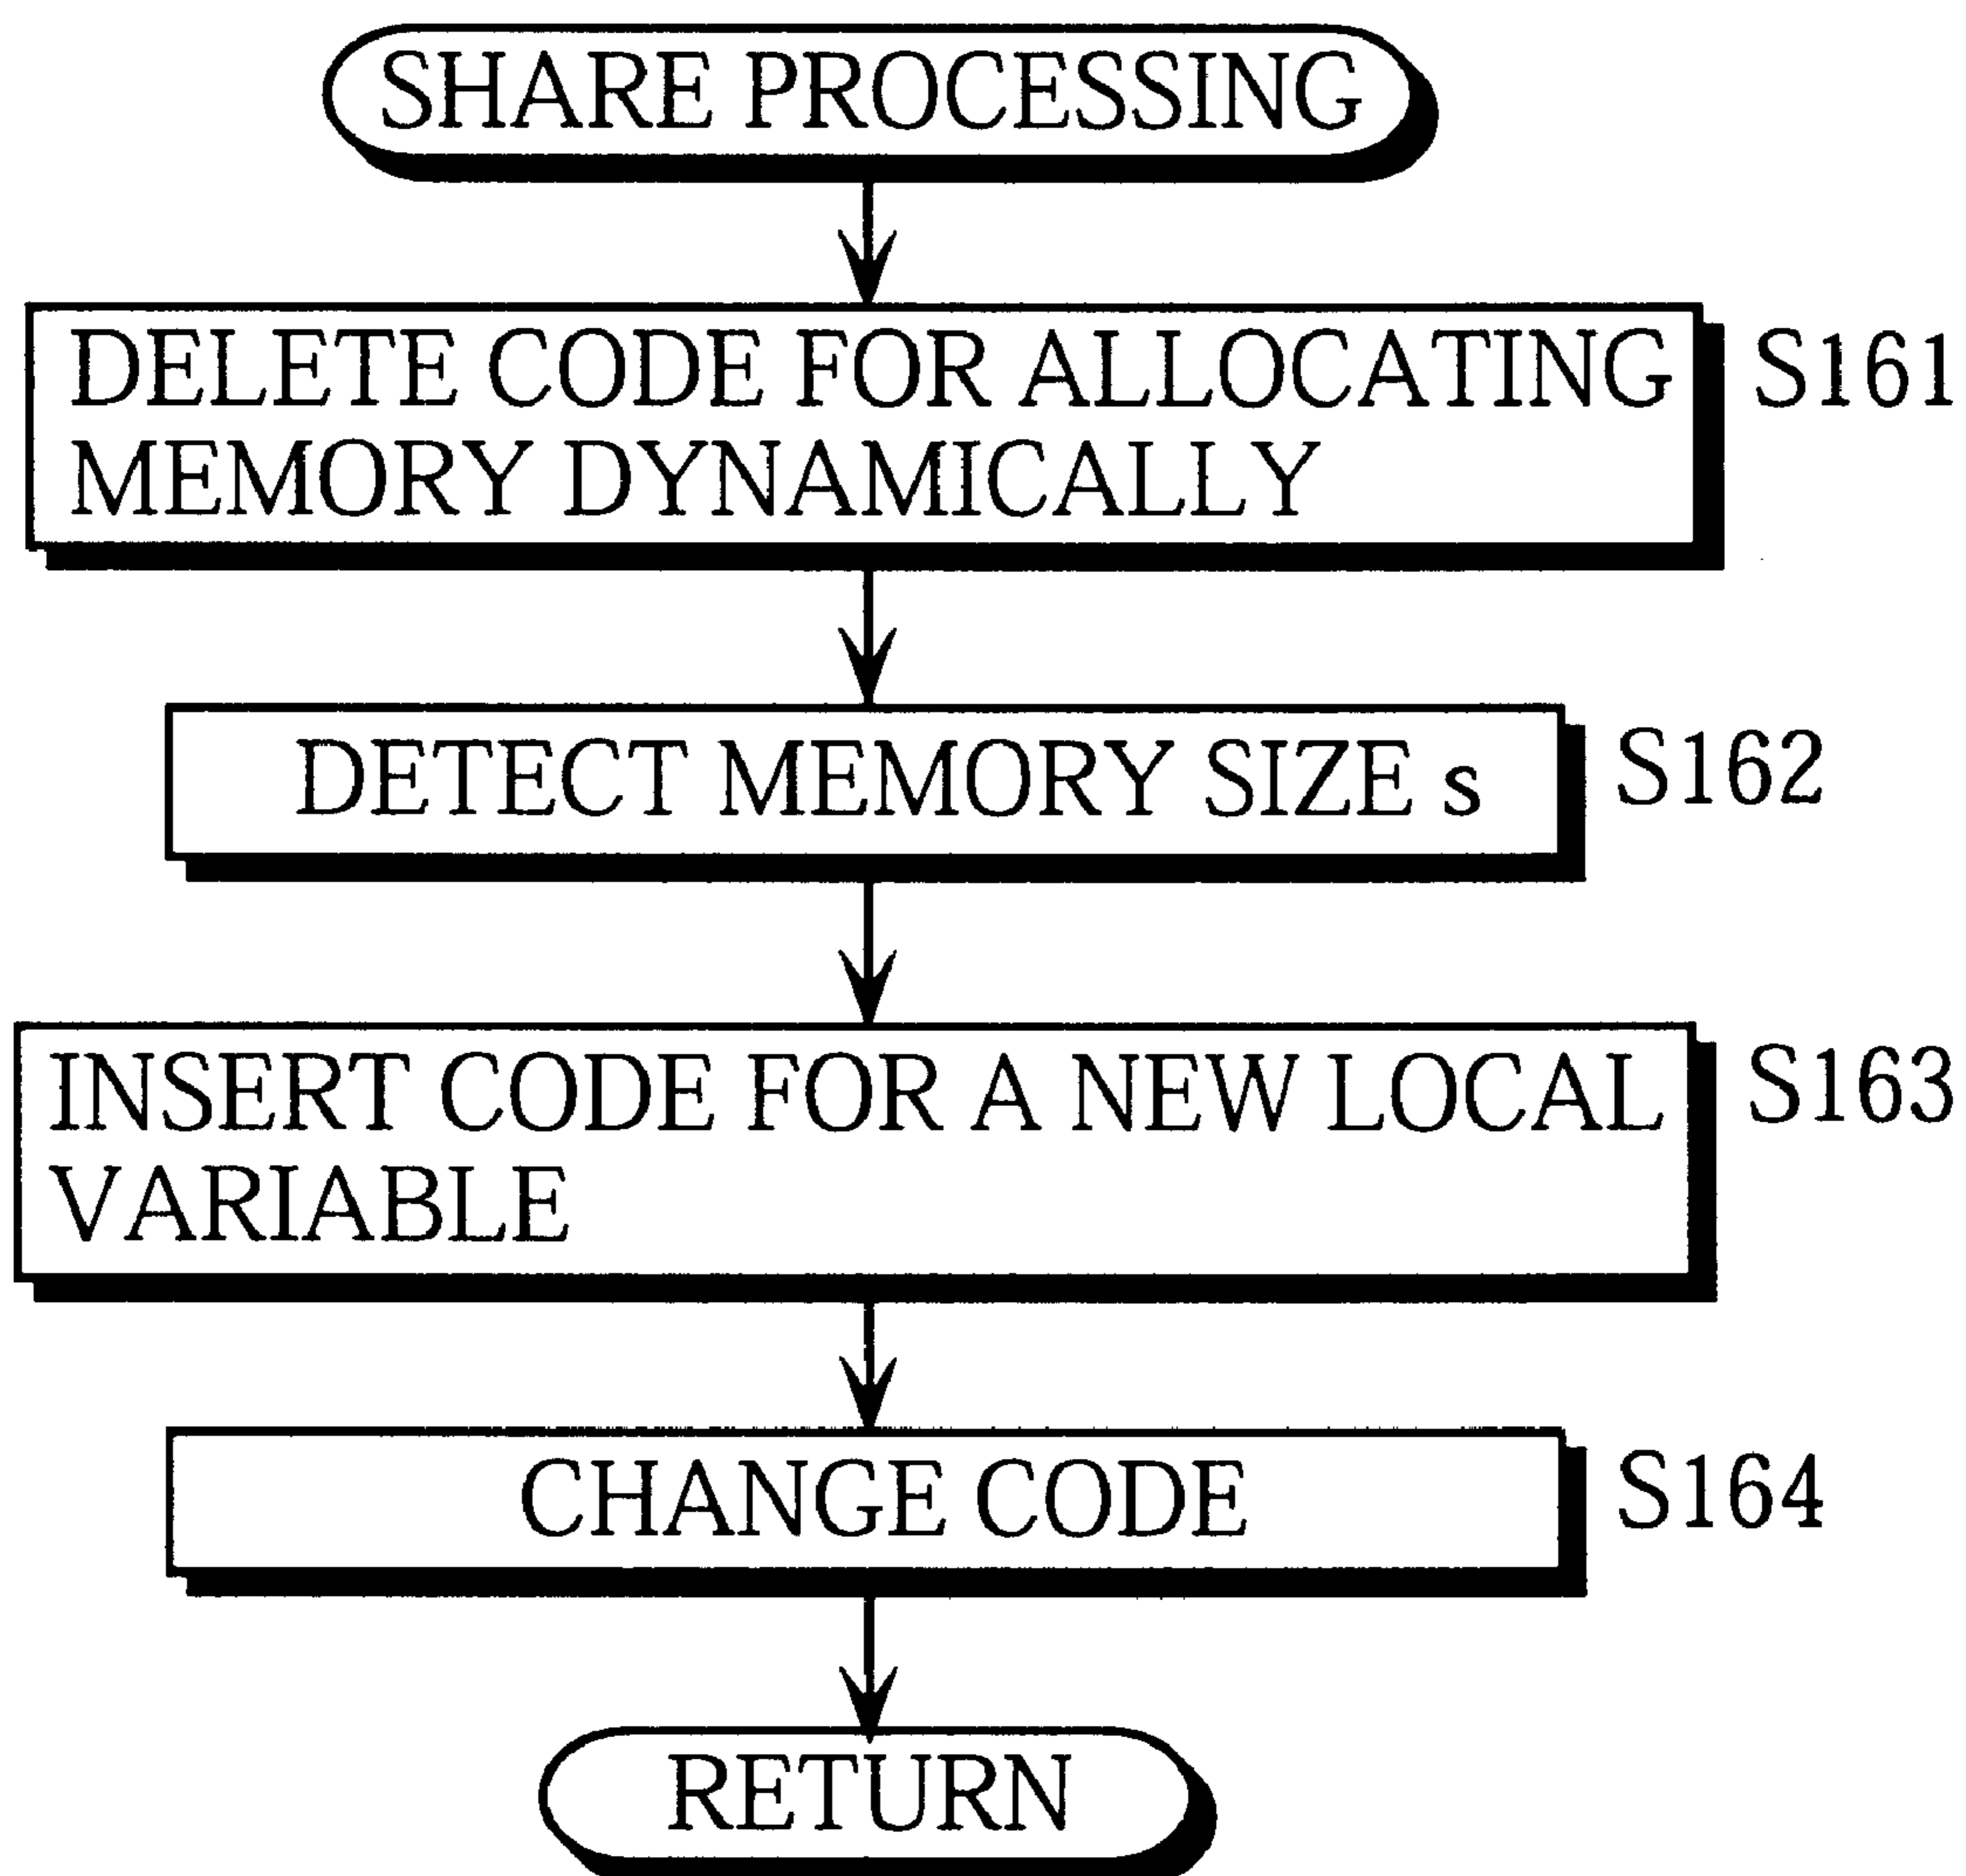 SHARE PROCESSING
DELETE CODE FOR ALLOCATING
MEMORY DYNAMICALLY
S161
DETECT MEMORY SIZE s
S162
INSERT CODE FOR A NEW LOCAL
VARIABLE
S163
CHANGE CODE
S164
RETURN